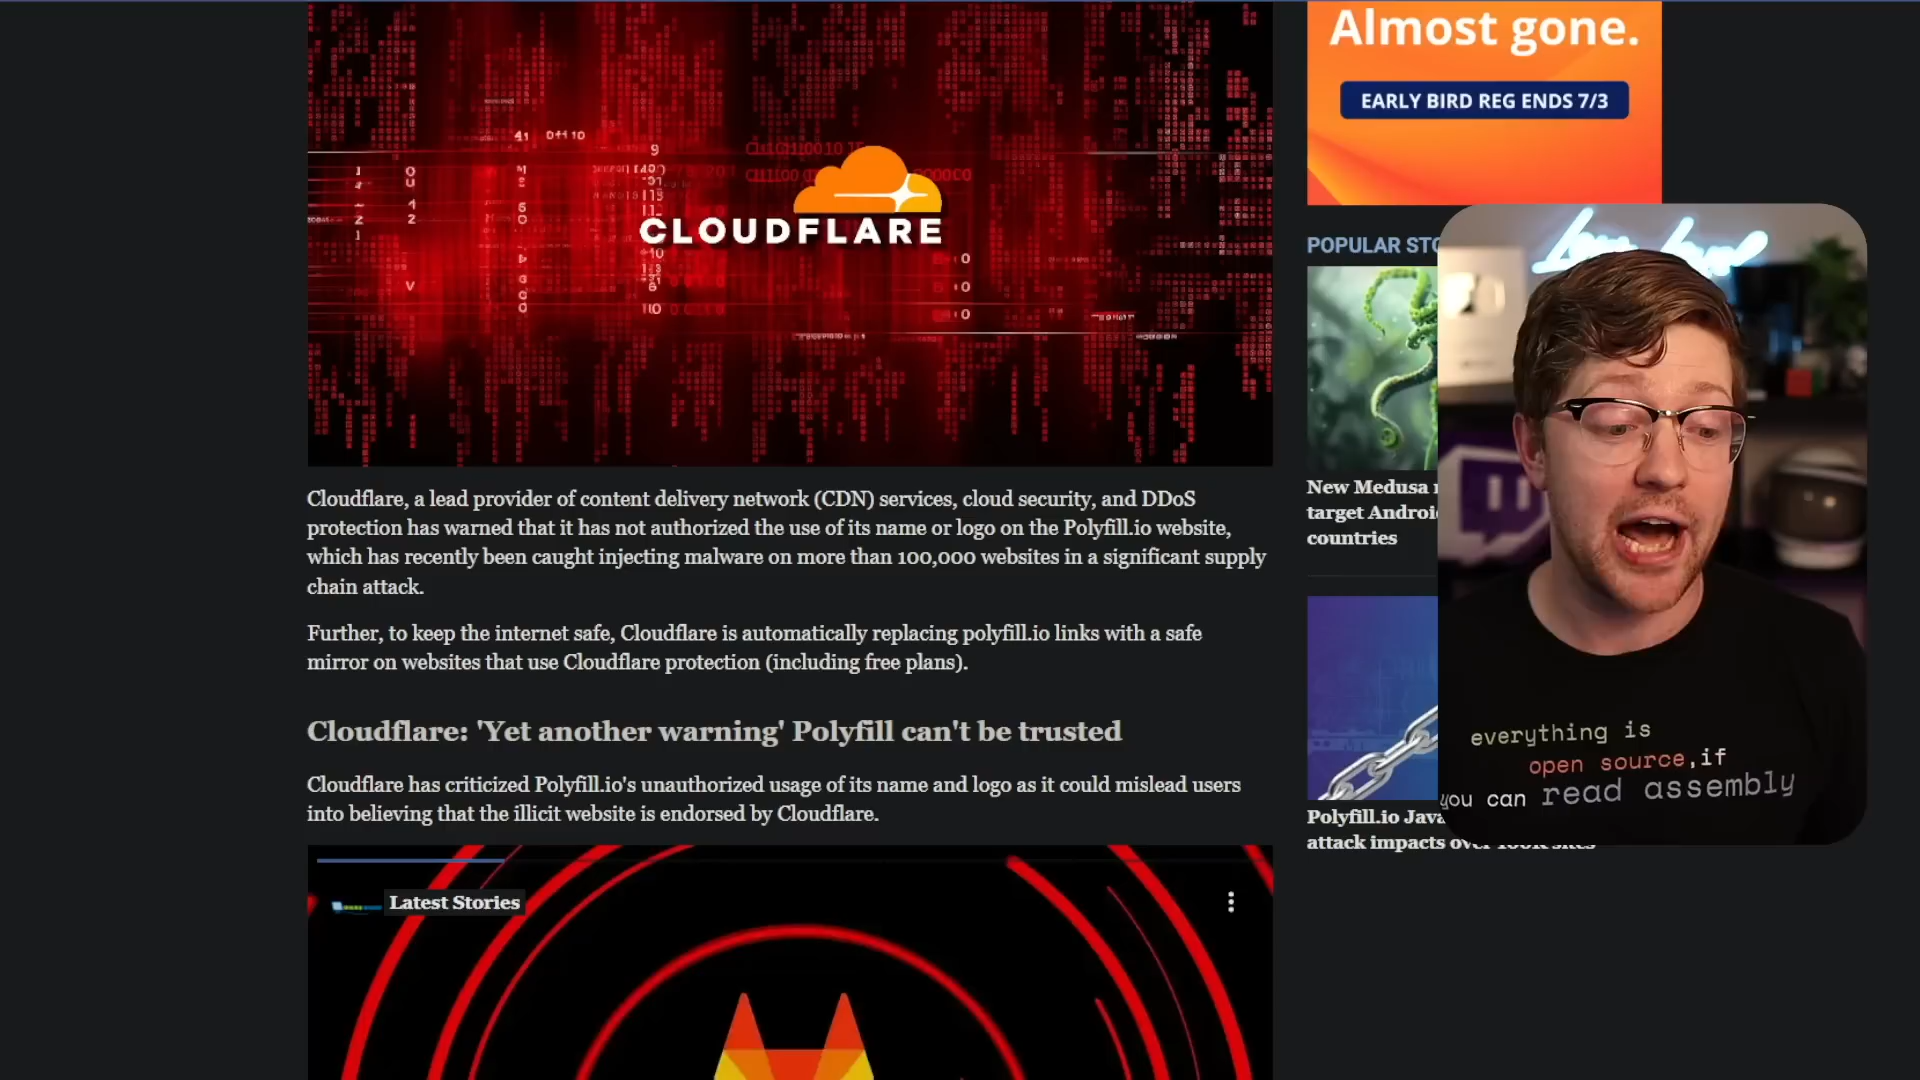 CLOUDFLARE
Cloudflare, a lead provider of content delivery network (CDN) services, cloud security, and DDoS
protection has warned that it has not authorized the use of its name or logo on the Polyfill.io website,
which has recently been caught injecting malware on more than 100,000 websites in a significant supply
chain attack.
Further, to keep the internet safe, Cloudflare is automatically replacing polyfill.io links with a safe
mirror on websites that use Cloudflare protection (including free plans).
Cloudflare: 'Yet another warning' Polyfill can't be trusted
Cloudflare has criticized Polyfill.io's unauthorized usage of its name and logo as it could mislead users
into believing that the illicit website is endorsed by Cloudflare.
Latest Stories
Almost gone.
EARLY BIRD REG ENDS 7/3
POPULAR
New Medusa
target
countries
Polyfill.io
attack impacts
everything is
open source,if
you can read assembly